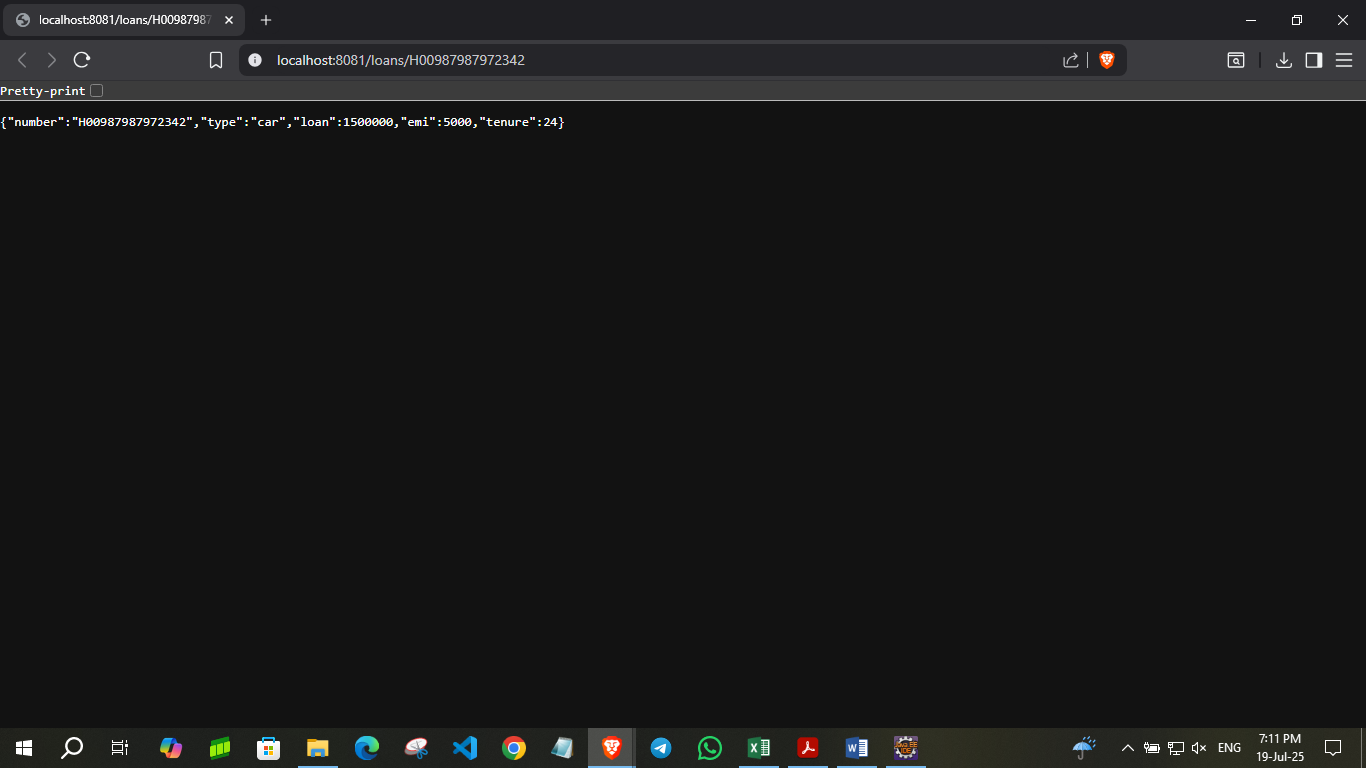 localhost:8081/loans/H00987987
localhost:8081/loans/H00987987972342
Pretty-print
{"number":"H00987987972342","type":"car","loan":1500000,"emi":5000,"tenure":24}
ENG
7:11 PM
19-Jul-25